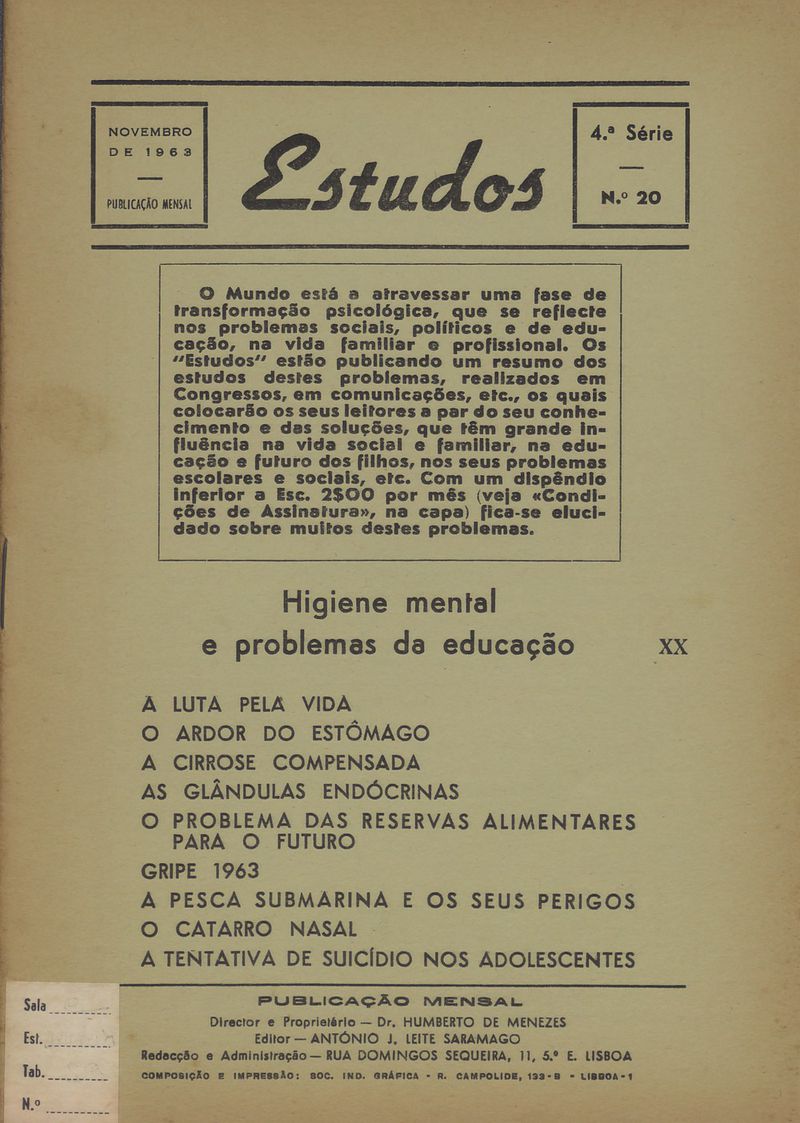 NOVEMBRO
DE 1963
PUBLICAÇÃO MENSAL
Estudos
4.ª Série
N.º 20
O Mundo está a atravessar uma fase de
transformação psicológica, que se reflecte
nos problemas sociais, políticos e de edu-
cação, na vida familiar e profissional. Os
"Estudos" estão publicando um resumo dos
estudos destes problemas, realizados em
Congressos, em comunicações, etc., os quais
colocarão os seus leitores a par do seu conhe-
cimento e das soluções, que têm grande in-
fluência na vida social e familiar, na edu-
cação e futuro dos filhos, nos seus problemas
escolares e sociais, etc. Com um dispêndio
inferior a Esc. 2$00 por mês (veja «Condi-
ções de Assinatura», na capa) fica-se eluci-
dado sobre muitos destes problemas.
Higiene mental
e problemas da educação XX
A LUTA PELA VIDA
O ARDOR DO ESTÔMAGO
A CIRROSE COMPENSADA
AS GLÂNDULAS ENDÓCRINAS
O PROBLEMA DAS RESERVAS ALIMENTARES
PARA O FUTURO
GRIPE 1963
A PESCA SUBMARINA E OS SEUS PERIGOS
O CATARRO NASAL
A TENTATIVA DE SUICÍDIO NOS ADOLESCENTES
PUBLICAÇÃO MENSAL
Director e Proprietário — Dr. HUMBERTO DE MENEZES
Editor — ANTÓNIO J. LEITE SARAMAGO
Redacção e Administração — RUA DOMINGOS SEQUEIRA, 11, 5.º E. LISBOA
COMPOSIÇÃO E IMPRESSÃO: SOC. IND. GRÁFICA - R. CAMPOLIDE, 133-B - LISBOA-1
Sala
Est.
Tab.
N.º